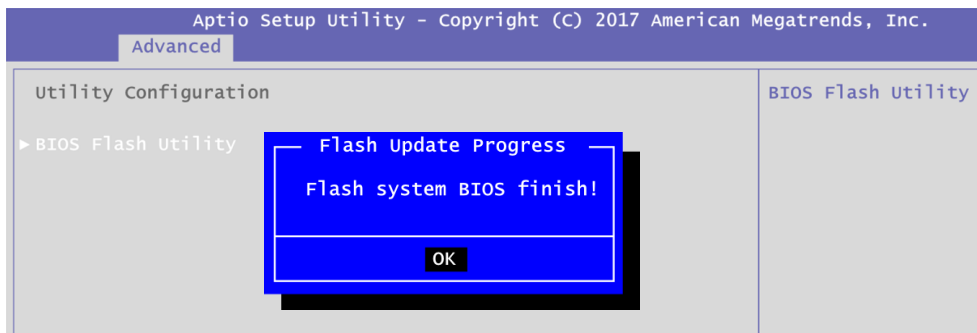 Aptio Setup Utility – Copyright (C) 2017 American Megatrends, Inc.
Advanced
Utility Configuration
BIOS Flash Utility
►BIOS Flash Utility
Flash Update Progress
Flash system BIOS finish!
OK